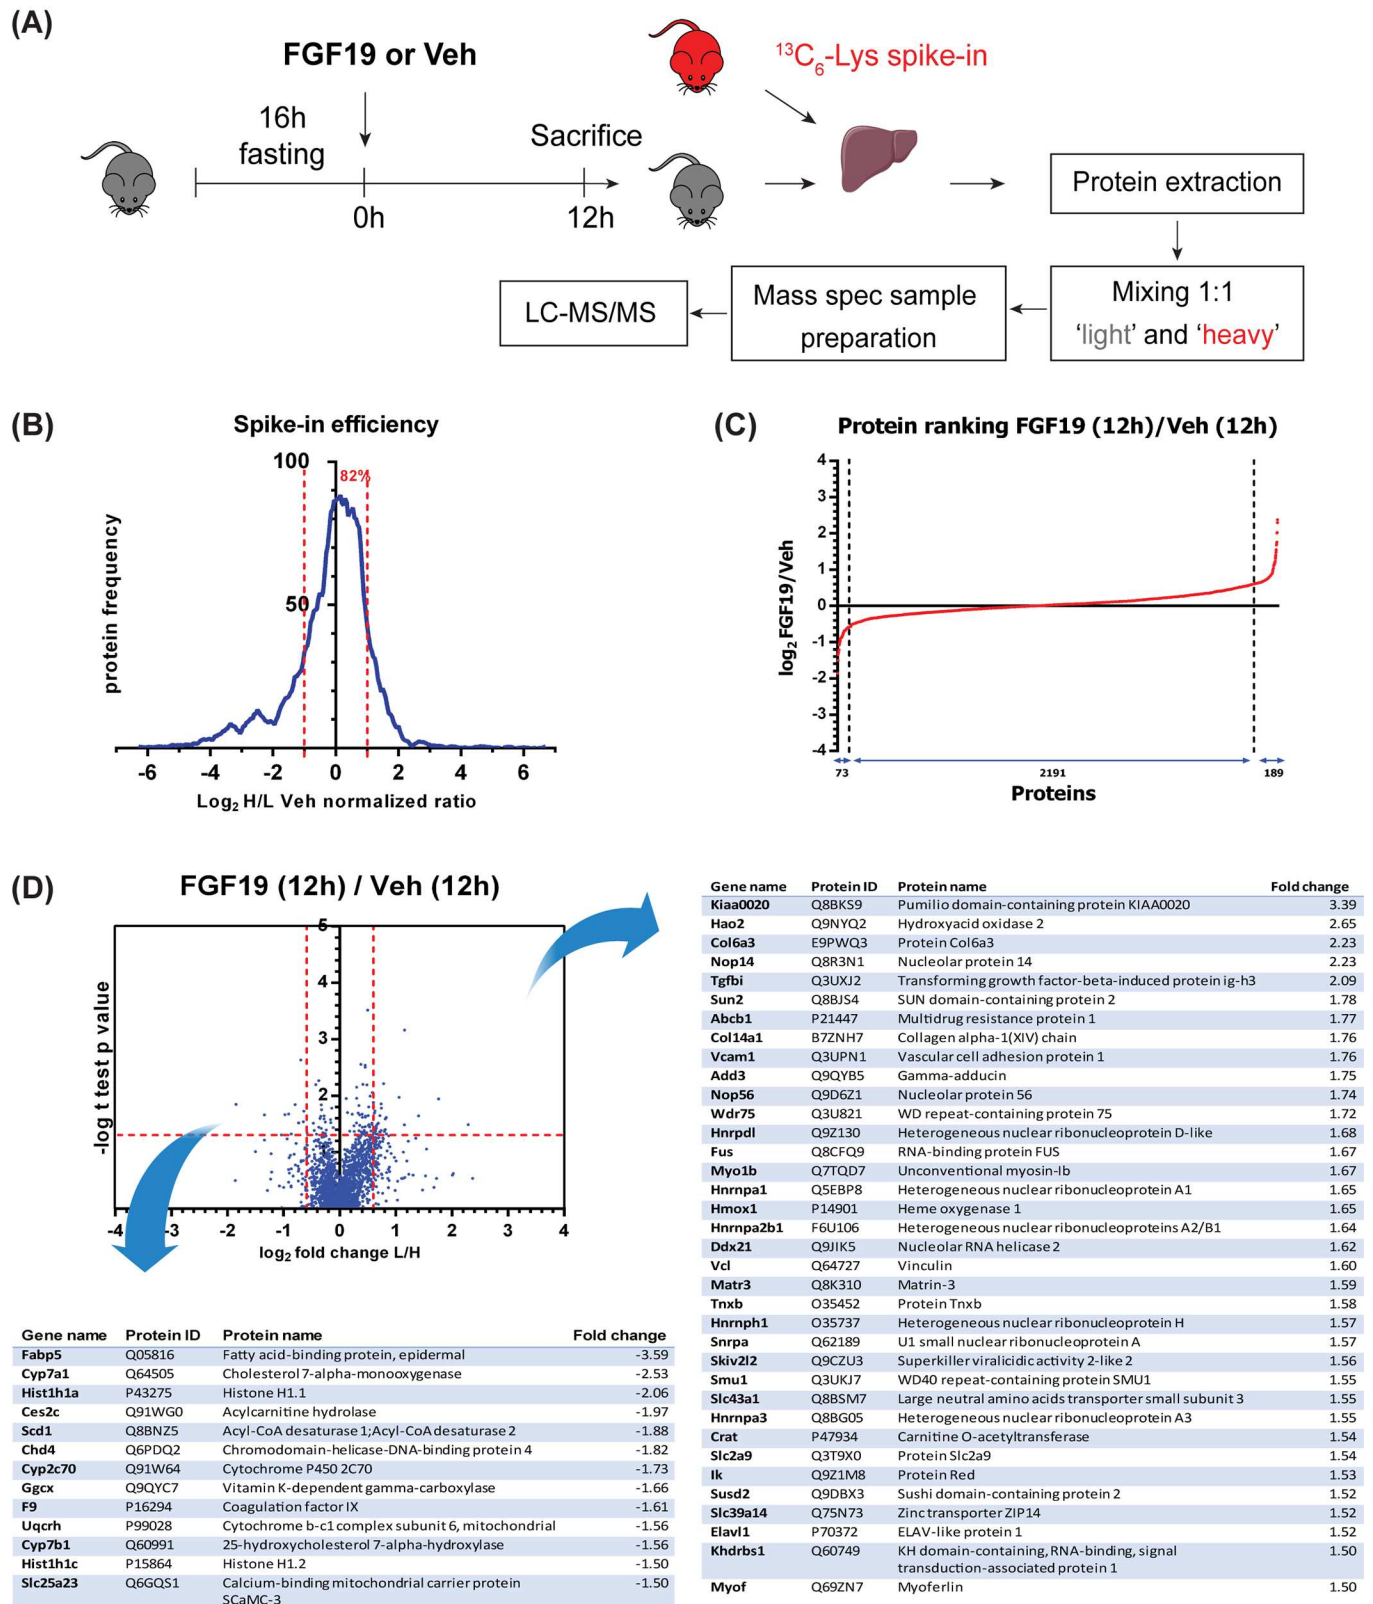 (A)
FGF19 or Veh
16h
fasting
0h
Sacrifice
12h
¹³C₆-Lys spike-in
Protein extraction
Mixing 1:1
‘light’ and ‘heavy’
Mass spec sample
preparation
LC-MS/MS
(B)
Spike-in efficiency
100
82%
50
protein frequency
-6 -4 -2 0 2 4 6
Log₂ H/L Veh normalized ratio
(C)
Protein ranking FGF19 (12h)/Veh (12h)
4
3
2
1
0
-1
-2
-3
-4
log₂ FGF19/Veh
73 2191 189
Proteins
(D)
FGF19 (12h) / Veh (12h)
5
4
3
2
1
-log t test p value
-4 -3 -2 -1 0 1 2 3 4
log₂ fold change L/H
Gene name Protein ID Protein name Fold change
Fabp5 Q05816 Fatty acid-binding protein, epidermal -3.59
Cyp7a1 Q64505 Cholesterol 7-alpha-monooxygenase -2.53
Hist1h1a P43275 Histone H1.1 -2.06
Ces2c Q91WG0 Acylcarnitine hydrolase -1.97
Scd1 Q8BNZ5 Acyl-CoA desaturase 1;Acyl-CoA desaturase 2 -1.88
Chd4 Q6PDQ2 Chromodomain-helicase-DNA-binding protein 4 -1.82
Cyp2c70 Q91W64 Cytochrome P450 2C70 -1.73
Ggcx Q9QYC7 Vitamin K-dependent gamma-carboxylase -1.66
F9 P16294 Coagulation factor IX -1.61
Uqcrh P99028 Cytochrome b-c1 complex subunit 6, mitochondrial -1.56
Cyp7b1 Q60991 25-hydroxycholesterol 7-alpha-hydroxylase -1.56
Hist1h1c P15864 Histone H1.2 -1.50
Slc25a23 Q6GQS1 Calcium-binding mitochondrial carrier protein -1.50
SCaMC-3
Gene name Protein ID Protein name Fold change
Kiaa0020 Q8BKS9 Pumilio domain-containing protein KIAA0020 3.39
Hao2 Q9NYQ2 Hydroxyacid oxidase 2 2.65
Col6a3 E9PWQ3 Protein Col6a3 2.23
Nop14 Q8R3N1 Nucleolar protein 14 2.23
Tgfbi Q3UXJ2 Transforming growth factor-beta-induced protein ig-h3 2.09
Sun2 Q8BJS4 SUN domain-containing protein 2 1.78
Abcb1 P21447 Multidrug resistance protein 1 1.77
Col14a1 B7ZNH7 Collagen alpha-1(XIV) chain 1.76
Vcam1 Q3UPN1 Vascular cell adhesion protein 1 1.76
Add3 Q9QYB5 Gamma-adducin 1.75
Nop56 Q9D6Z1 Nucleolar protein 56 1.74
Wdr75 Q3U821 WD repeat-containing protein 75 1.72
Hnrpdl Q9Z130 Heterogeneous nuclear ribonucleoprotein D-like 1.68
Fus Q8CFQ9 RNA-binding protein FUS 1.67
Myo1b Q7TQD7 Unconventional myosin-Ib 1.67
Hnrnpa1 Q5EBP8 Heterogeneous nuclear ribonucleoprotein A1 1.65
Hmox1 P14901 Heme oxygenase 1 1.65
Hnrnpa2b1 F6U106 Heterogeneous nuclear ribonucleoproteins A2/B1 1.64
Ddx21 Q9JIK5 Nucleolar RNA helicase 2 1.62
Vcl Q64727 Vinculin 1.60
Matr3 Q8K310 Matrin-3 1.59
Tnxb O35452 Protein Tnxb 1.58
Hnrnph1 O35737 Heterogeneous nuclear ribonucleoprotein H 1.57
Snrpa Q62189 U1 small nuclear ribonucleoprotein A 1.57
Skiv2l2 Q9CZU3 Superkiller viralicidic activity 2-like 2 1.56
Smu1 Q3UKJ7 WD40 repeat-containing protein SMU1 1.55
Slc43a1 Q8BSM7 Large neutral amino acids transporter small subunit 3 1.55
Hnrnpa3 Q8BG05 Heterogeneous nuclear ribonucleoprotein A3 1.55
Crat P47934 Carnitine O-acetyltransferase 1.54
Slc2a9 Q3T9X0 Protein Slc2a9 1.54
Ik Q9Z1M8 Protein Red 1.53
Susd2 Q9DBX3 Sushi domain-containing protein 2 1.52
Slc39a14 Q75N73 Zinc transporter ZIP14 1.52
Elavl1 P70372 ELAV-like protein 1 1.52
Khdrbs1 Q60749 KH domain-containing, RNA-binding, signal 1.50
transduction-associated protein 1
Myof Q69ZN7 Myoferlin 1.50